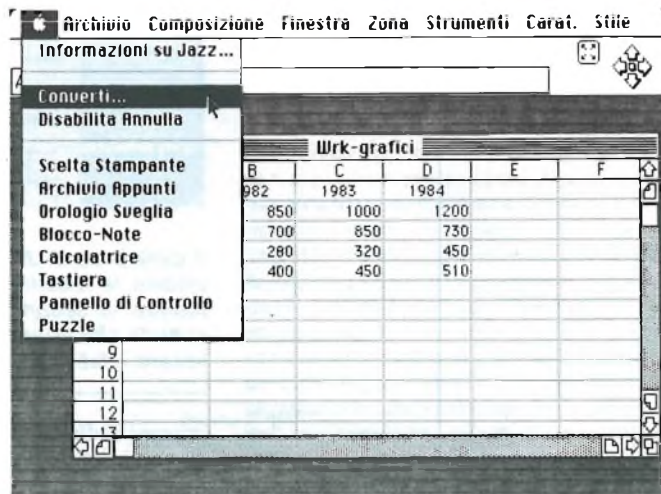 Archivio Composizione Finestra Zona Strumenti Carat. Stile
Informazioni su Jazz...
Converti...
Disabilita Annulla
Scelta Stampante
Archivio Appunti
Orologio Sveglia
Blocco-Note
Calcolatrice
Tastiera
Pannello di Controllo
Puzzle
Wrk-grafici
B C D E F
982 1983 1984
850 1000 1200
700 850 730
280 320 450
400 450 510
9
10
11
12
13